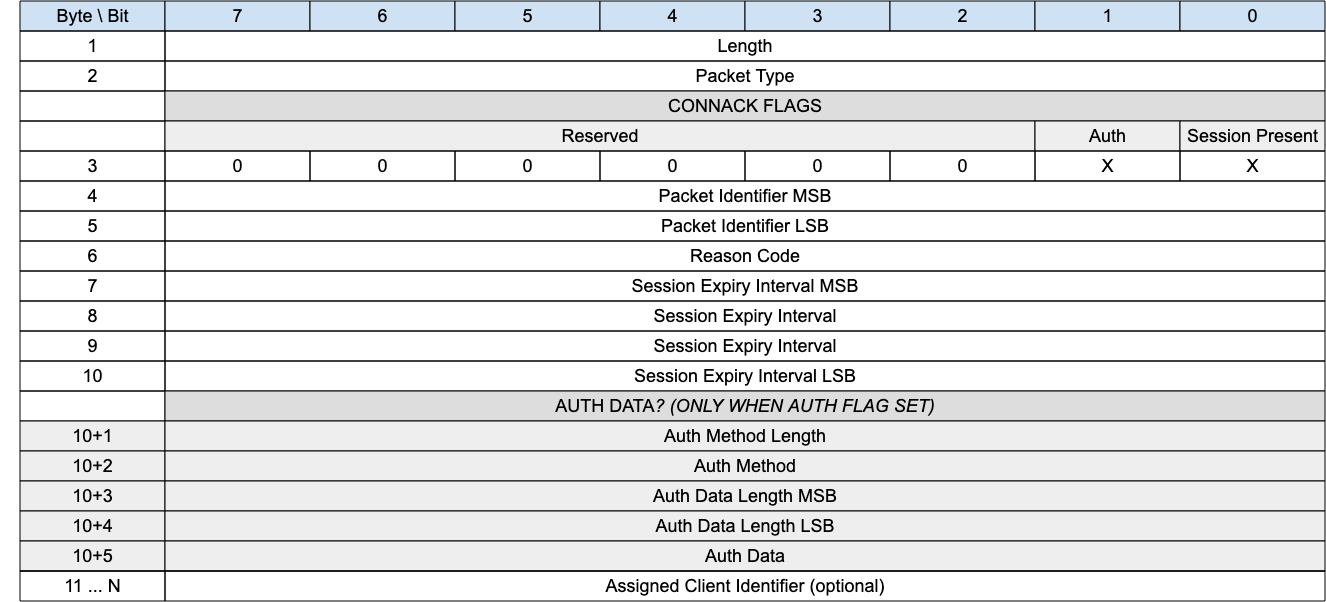 Byte \ Bit 7 6 5 4 3 2 1 0
1 Length
2 Packet Type
CONNACK FLAGS
Reserved Auth Session Present
3 0 0 0 0 0 0 X X
4 Packet Identifier MSB
5 Packet Identifier LSB
6 Reason Code
7 Session Expiry Interval MSB
8 Session Expiry Interval
9 Session Expiry Interval
10 Session Expiry Interval LSB
AUTH DATA? (ONLY WHEN AUTH FLAG SET)
10+1 Auth Method Length
10+2 Auth Method
10+3 Auth Data Length MSB
10+4 Auth Data Length LSB
10+5 Auth Data
11 ... N Assigned Client Identifier (optional)